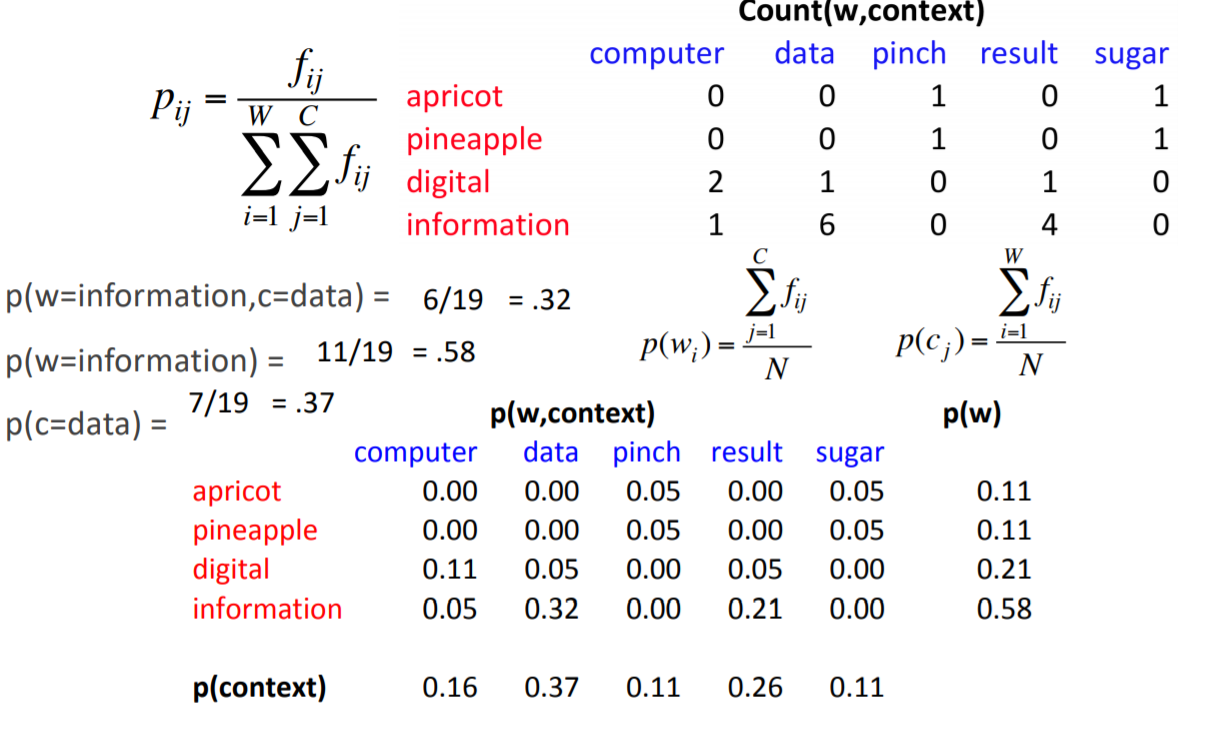 Count(w,context)
computer data pinch result sugar
p_ij = f_ij / ∑_{i=1}^{W} ∑_{j=1}^{C} f_ij
apricot 0 0 1 0 1
pineapple 0 0 1 0 1
digital 2 1 0 1 0
information 1 6 0 4 0
p(w=information,c=data) = 6/19 = .32
p(w=information) = 11/19 = .58
p(c=data) = 7/19 = .37
p(w_i) = ∑_{j=1}^{C} f_ij / N
p(c_j) = ∑_{i=1}^{W} f_ij / N
p(w,context) p(w)
computer data pinch result sugar
apricot 0.00 0.00 0.05 0.00 0.05 0.11
pineapple 0.00 0.00 0.05 0.00 0.05 0.11
digital 0.11 0.05 0.00 0.05 0.00 0.21
information 0.05 0.32 0.00 0.21 0.00 0.58
p(context) 0.16 0.37 0.11 0.26 0.11